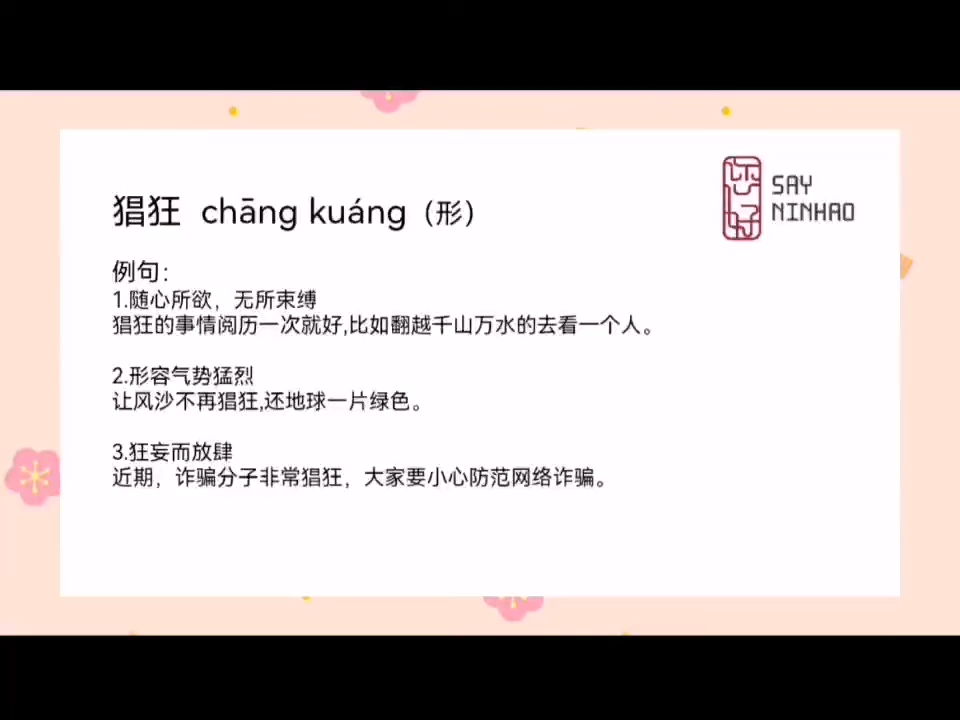 猖狂 chāng kuáng（形）
您好
SAY
NINHAO
例句：
1.随心所欲，无所束缚
猖狂的事情阅历一次就好,比如翻越千山万水的去看一个人。
2.形容气势猛烈
让风沙不再猖狂,还地球一片绿色。
3.狂妄而放肆
近期，诈骗分子非常猖狂，大家要小心防范网络诈骗。